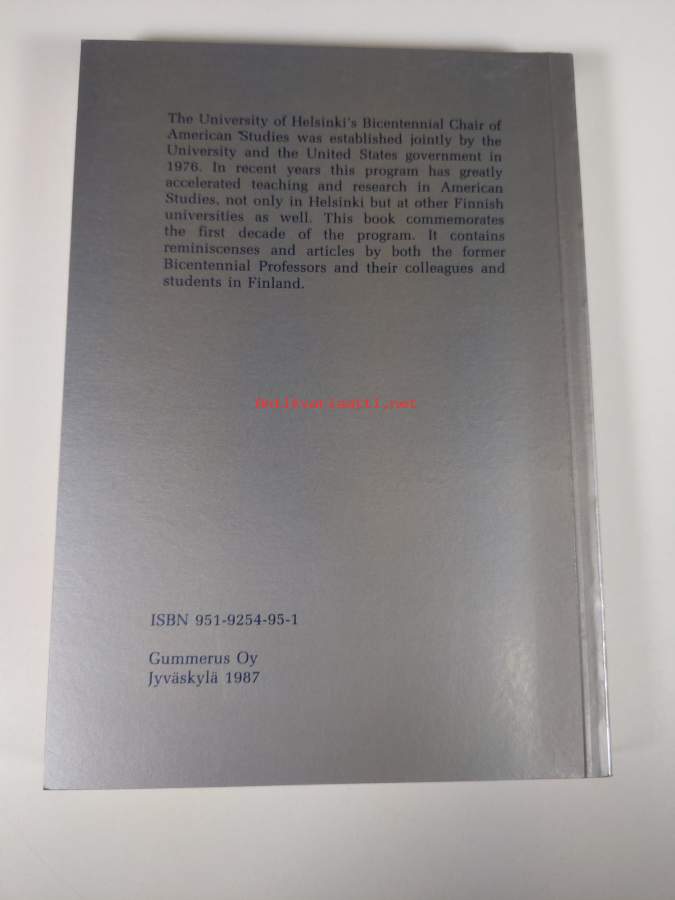 The University of Helsinki's Bicentennial Chair of
American Studies was established jointly by the
University and the United States government in
1976. In recent years this program has greatly
accelerated teaching and research in American
Studies, not only in Helsinki but at other Finnish
universities as well. This book commemorates
the first decade of the program. It contains
reminiscenses and articles by both the former
Bicentennial Professors and their colleagues and
students in Finland.
Antikvariaatti.net
ISBN 951-9254-95-1
Gummerus Oy
Jyväskylä 1987